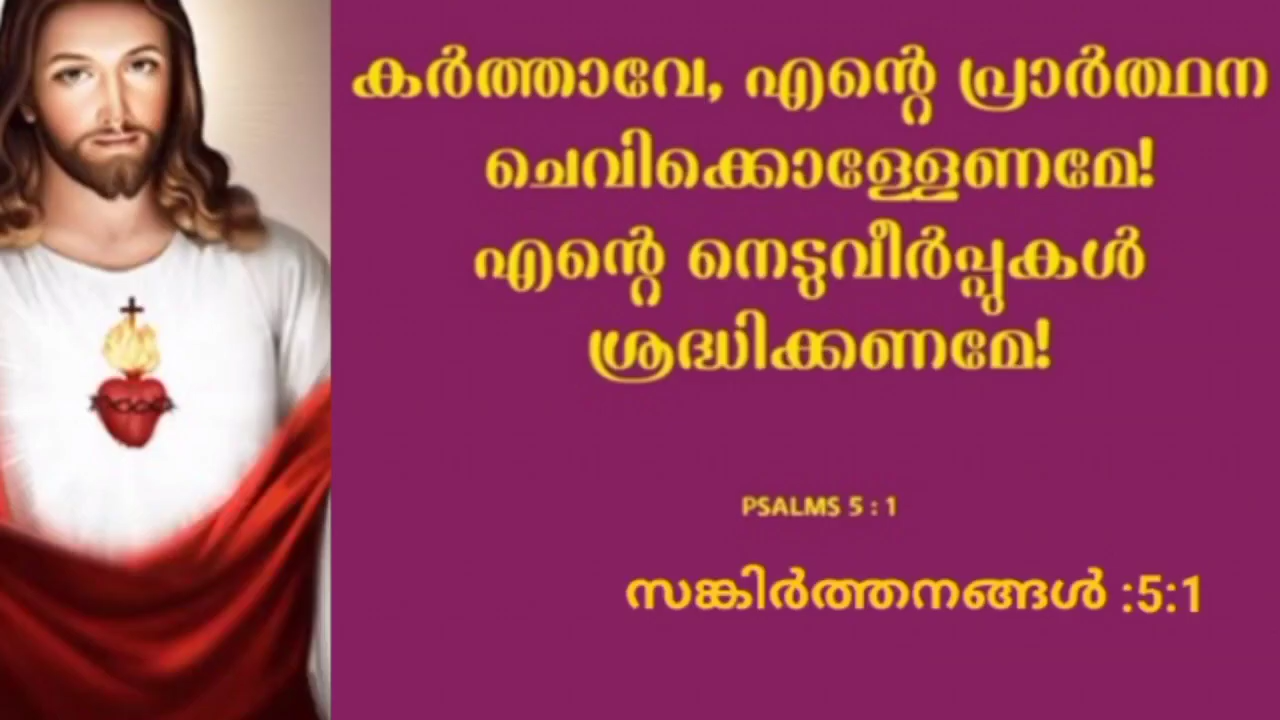 കർത്താവേ, എന്റെ പ്രാർത്ഥന
ചെവിക്കൊള്ളേണമേ!
എന്റെ നെടുവീർപ്പുകൾ
ശ്രദ്ധിക്കണമേ!
PSALMS 5 : 1
സങ്കിർത്തനങ്ങൾ :5:1